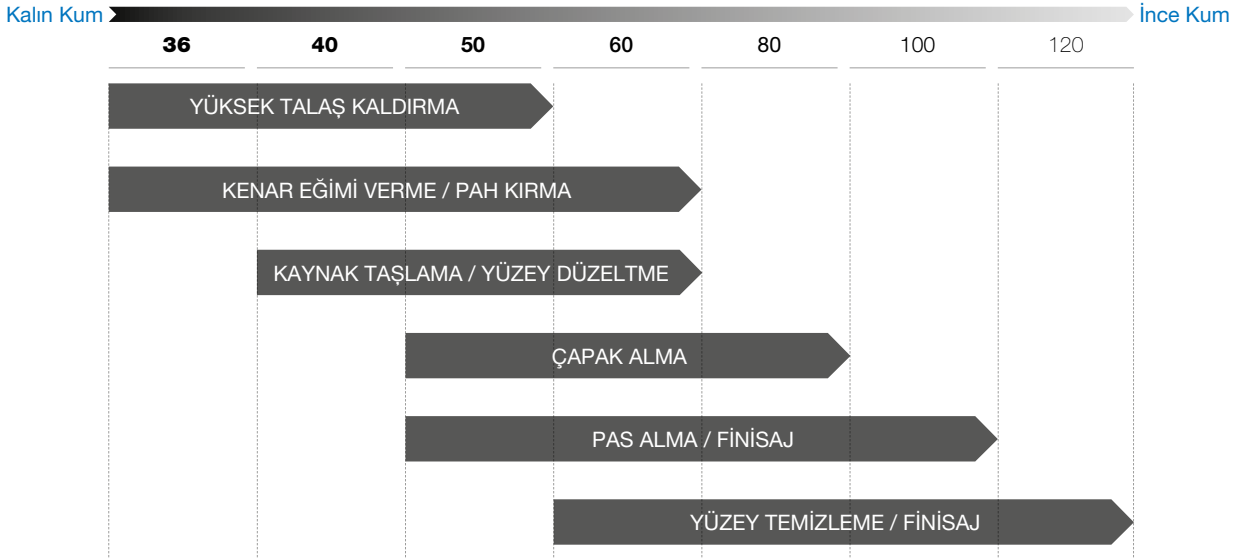 Kalın Kum İnce Kum
36 40 50 60 80 100 120
YÜKSEK TALAŞ KALDIRMA
KENAR EĞİMİ VERME / PAH KIRMA
KAYNAK TAŞLAMA / YÜZEY DÜZELTME
ÇAPAK ALMA
PAS ALMA / FİNİSAJ
YÜZEY TEMİZLEME / FİNİSAJ